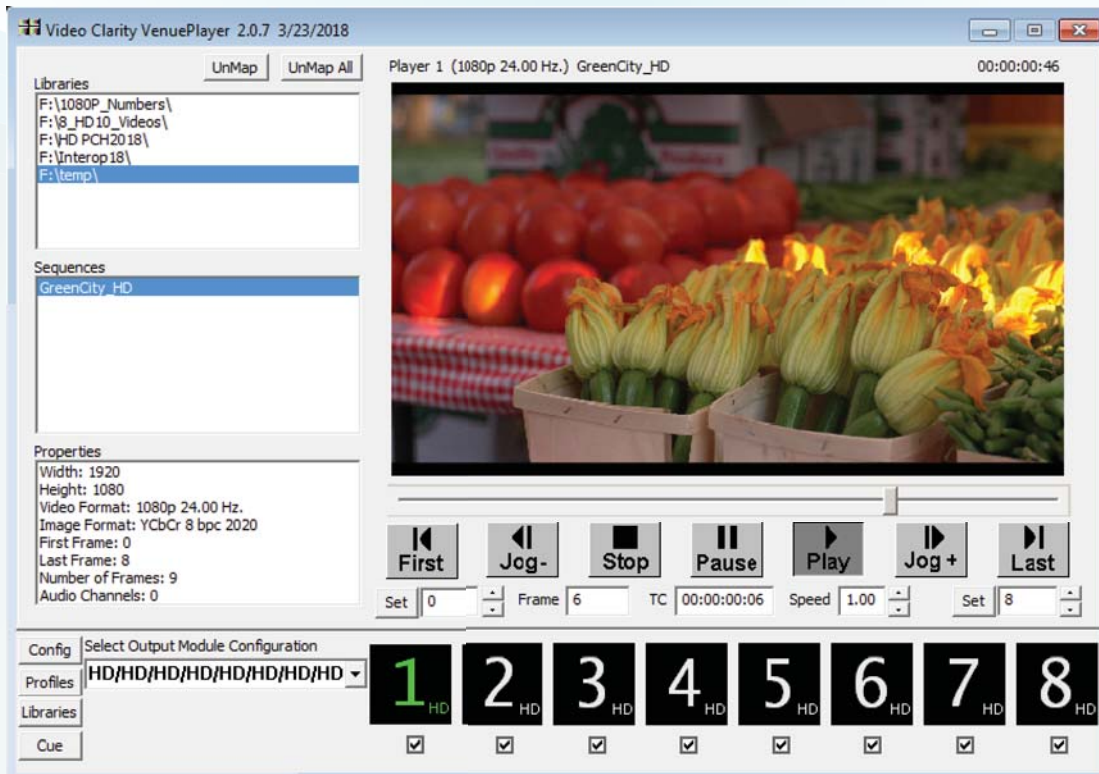 Video Clarity VenuePlayer 2.0.7 3/23/2018
UnMap UnMap All
Libraries
F:\1080P_Numbers\
F:\8_HD10_Videos\
F:\HD PCH2018\
F:\Interop18\
F:\temp\
Sequences
GreenCity_HD
Properties
Width: 1920
Height: 1080
Video Format: 1080p 24.00 Hz.
Image Format: YCbCr 8 bpc 2020
First Frame: 0
Last Frame: 8
Number of Frames: 9
Audio Channels: 0
Player 1 (1080p 24.00 Hz.) GreenCity_HD 00:00:00:46
First Jog- Stop Pause Play Jog + Last
Set 0 Frame 6 TC 00:00:00:06 Speed 1.00 Set 8
Config
Profiles
Libraries
Cue
Select Output Module Configuration
HD/HD/HD/HD/HD/HD/HD/HD
1 HD 2 HD 3 HD 4 HD 5 HD 6 HD 7 HD 8 HD